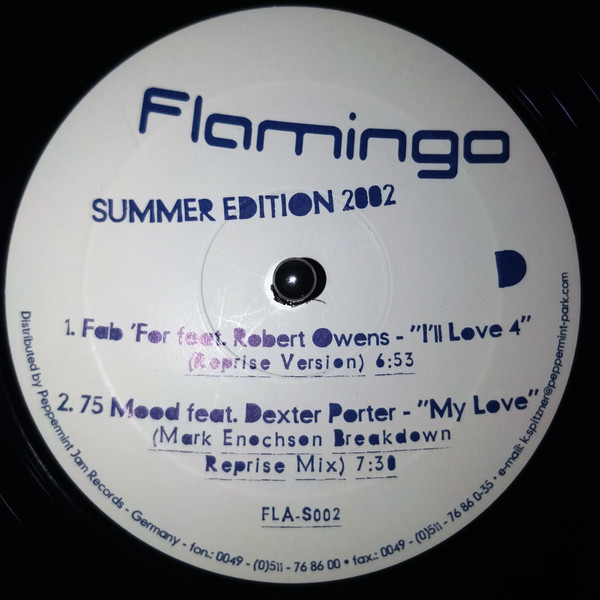 Flamingo
SUMMER EDITION 2002
D
1. Fab 'For feat. Robert Owens - "I'll Love 4"
(Reprise Version) 6:53
2. 75 Mood feat. Dexter Porter - "My Love"
(Mark Enochson Breakdown
Reprise Mix) 7:30
FLA-S002
Distributed by Peppermint Jam Records - Germany - fon.: 0049 - (0)511 - 76 86 00 • fax.: 0049 - (0)511 - 76 86 0-35 • e-mail: k.spitzner@peppermint-park.com